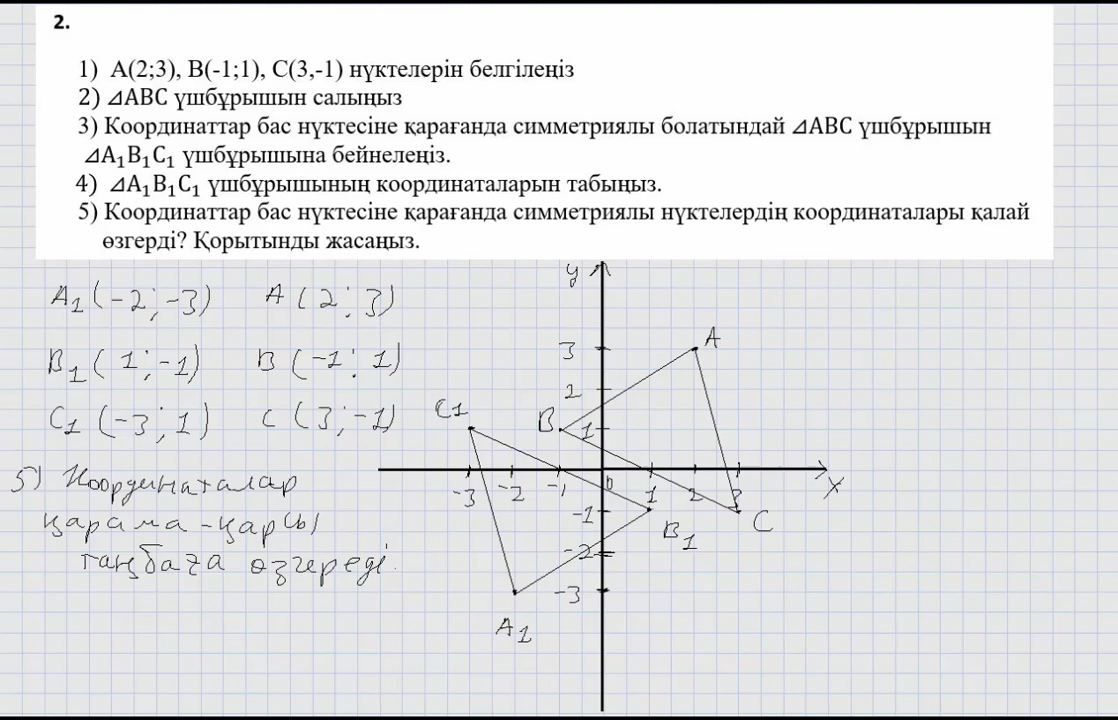 2.
1) A(2;3), B(-1;1), C(3,-1) нүктелерін белгілеңіз
2) ⊿ABC үшбұрышын салыңыз
3) Координаттар бас нүктесіне қарағанда симметриялы болатындай ⊿ABC үшбұрышын
⊿A₁B₁C₁ үшбұрышына бейнелеңіз.
4) ⊿A₁B₁C₁ үшбұрышының координаталарын табыңыз.
5) Координаттар бас нүктесіне қарағанда симметриялы нүктелердің координаталары қалай
өзгерді? Қорытынды жасаңыз.
A₁(-2;-3) A(2;3)
B₁(1;-1) B(-1;1)
C₁(-3;1) C(3;-1)
5) Координаталар
қарама-қарсы
таңбаға өзгереді.
y
3
A
2
C1
B
1
-3 -2 -1 0 1 2 3 x
-1
B1
C
-2
-3
A1